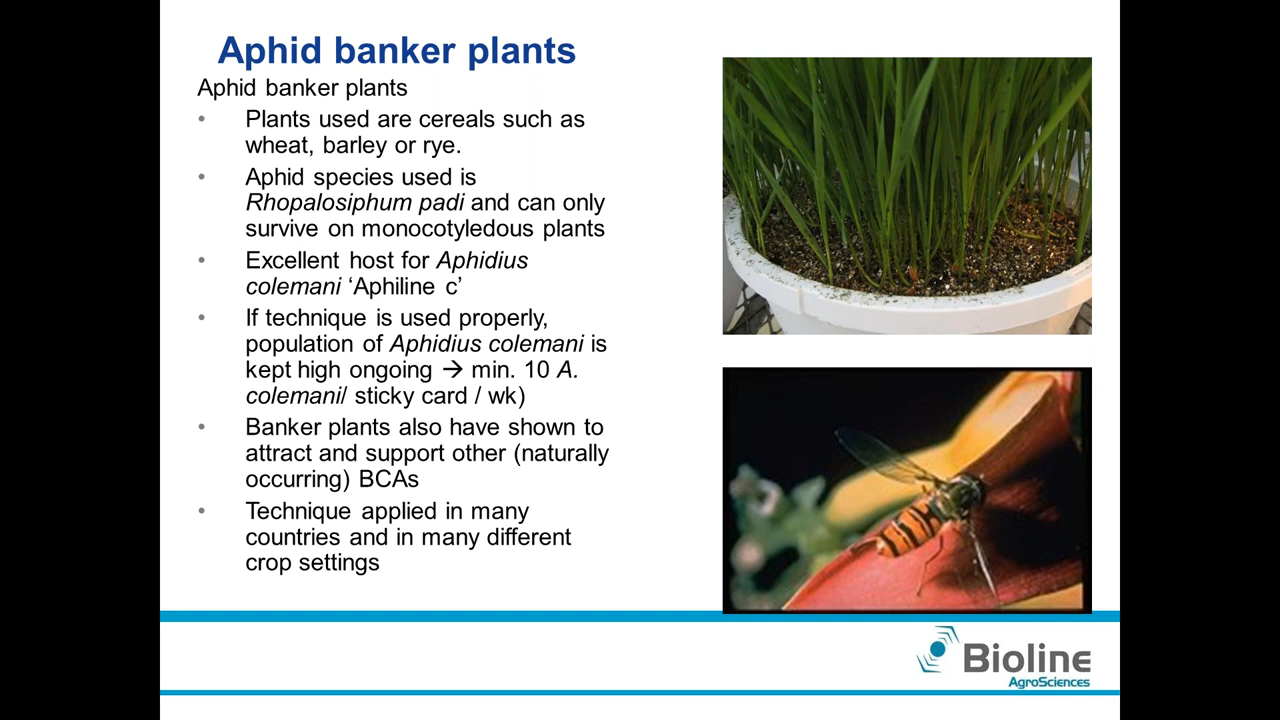 Aphid banker plants
Aphid banker plants
• Plants used are cereals such as
wheat, barley or rye.
• Aphid species used is
Rhopalosiphum padi and can only
survive on monocotyledous plants
• Excellent host for Aphidius
colemani ‘Aphiline c’
• If technique is used properly,
population of Aphidius colemani is
kept high ongoing → min. 10 A.
colemani/ sticky card / wk)
• Banker plants also have shown to
attract and support other (naturally
occurring) BCAs
• Technique applied in many
countries and in many different
crop settings
Bioline
AgroSciences